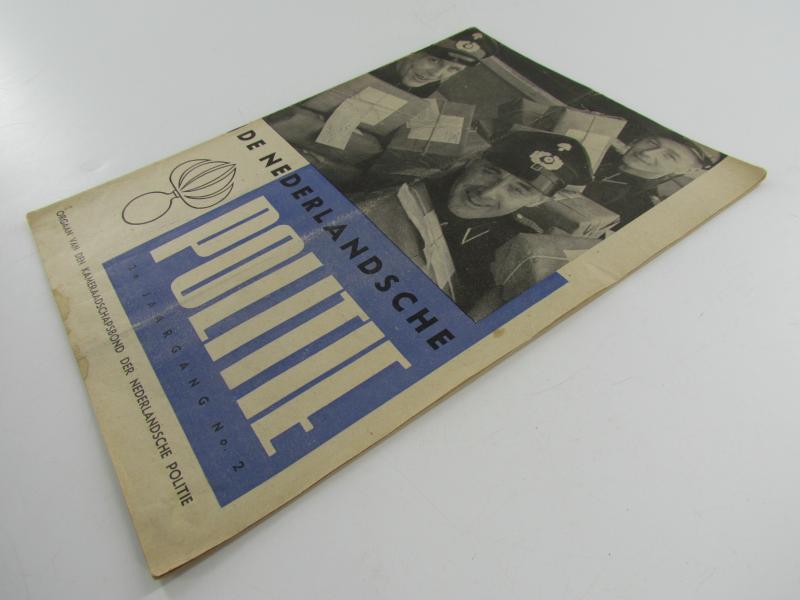 DE NEDERLANDSCHE
POLITIE
2e JAARGANG No. 2
ORGAAN VAN DEN KAMERAADSCHAPSBOND DER NEDERLANDSCHE POLITIE